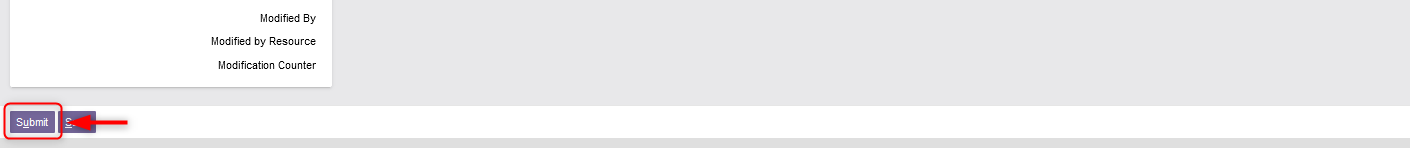 Modified By
Modified by Resource
Modification Counter
Submit